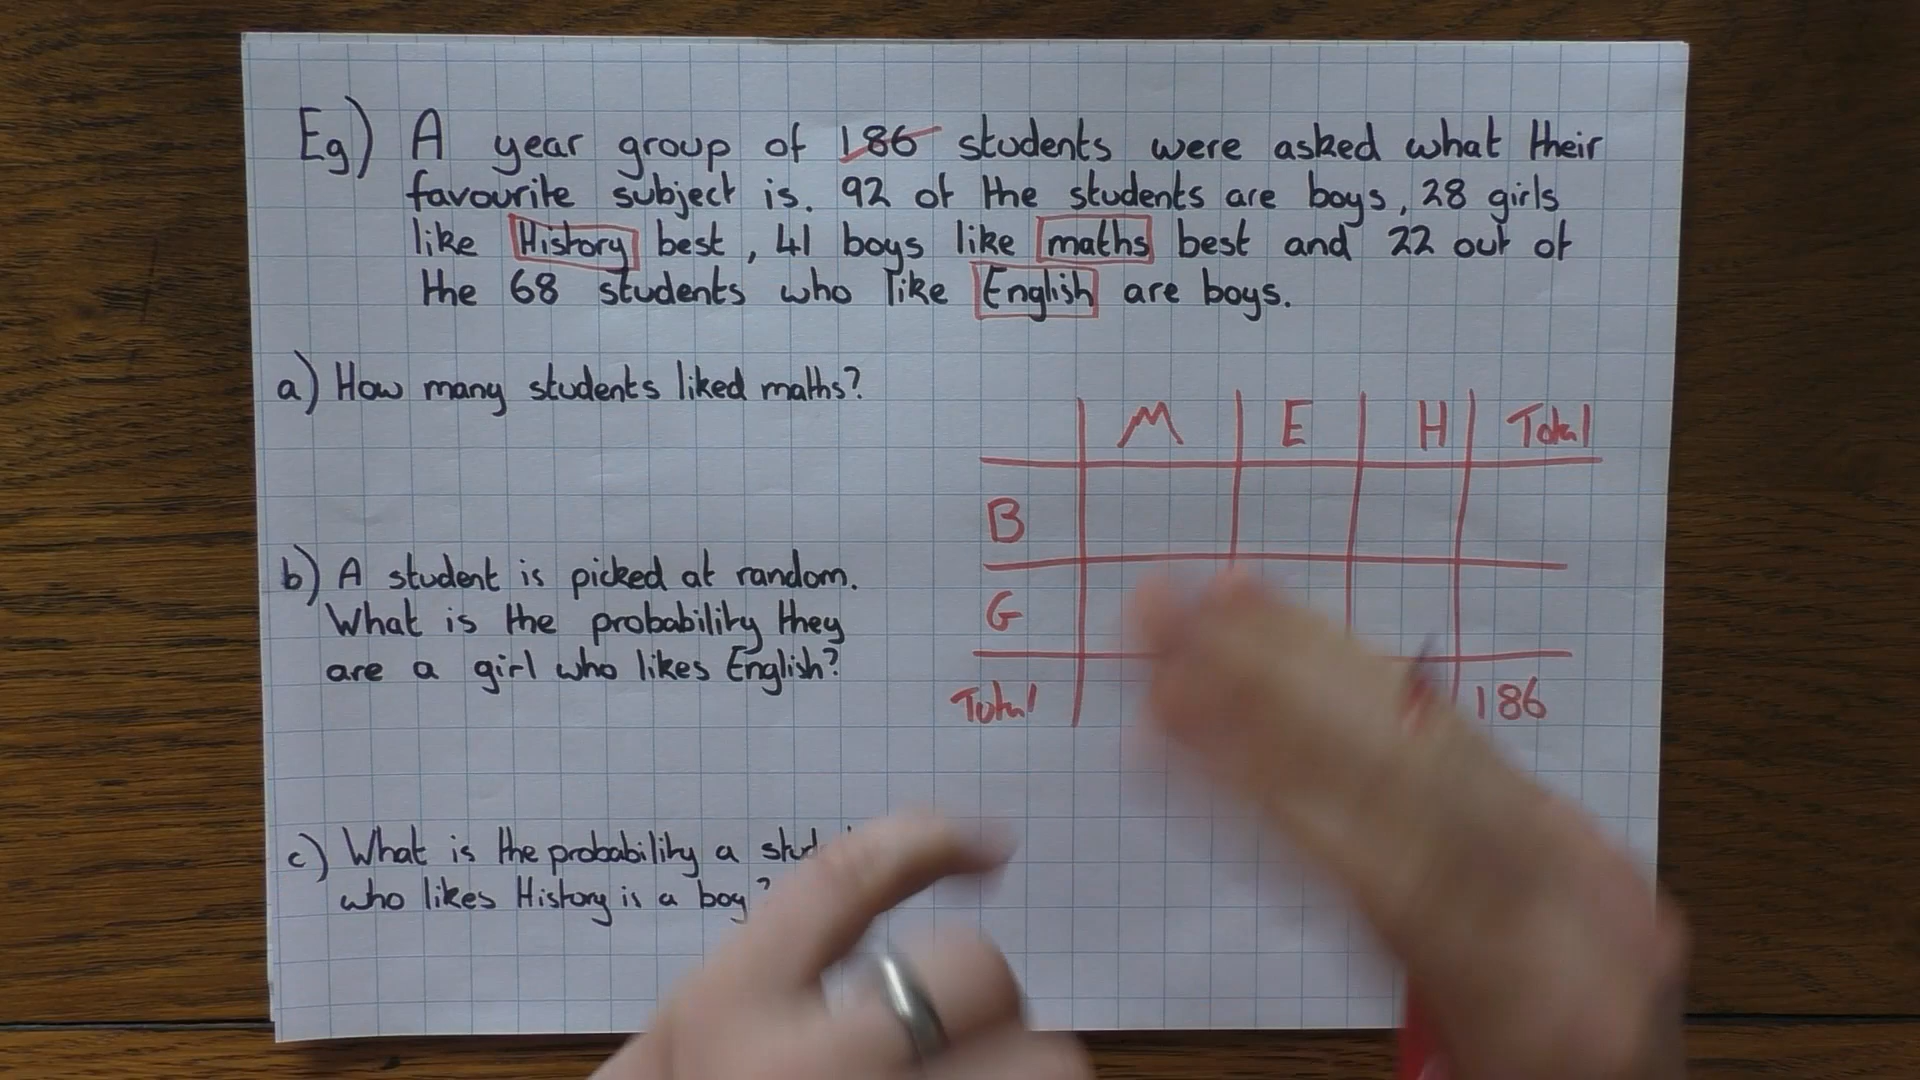 Eg) A year group of 186 students were asked what their
favourite subject is. 92 of the students are boys, 28 girls
like History best, 41 boys like maths best and 22 out of
the 68 students who like English are boys.
a) How many students liked maths?
M E H Total
B
b) A student is picked at random.
What is the probability they
G
are a girl who likes English?
Total 186
c) What is the probability a
who likes History is a boy?